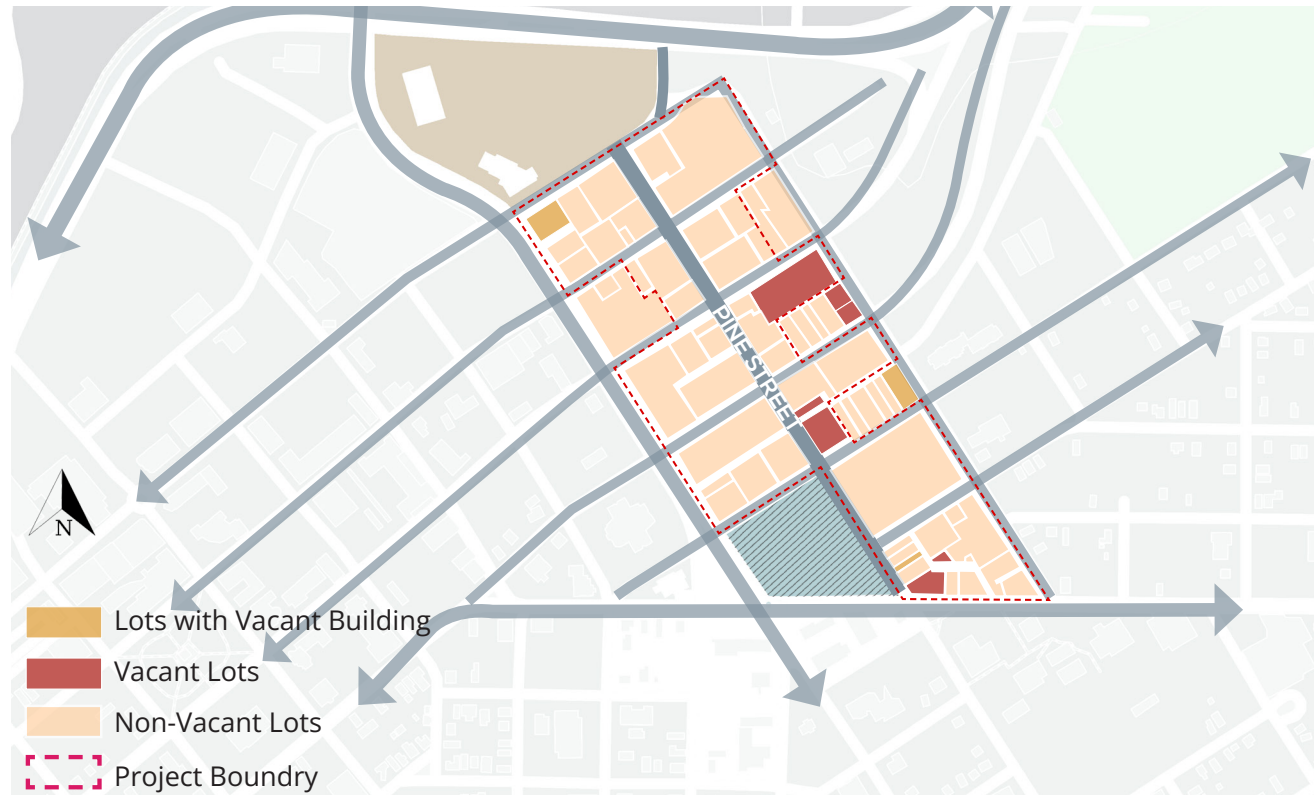 PINE STREET
N
Lots with Vacant Building
Vacant Lots
Non-Vacant Lots
Project Boundry